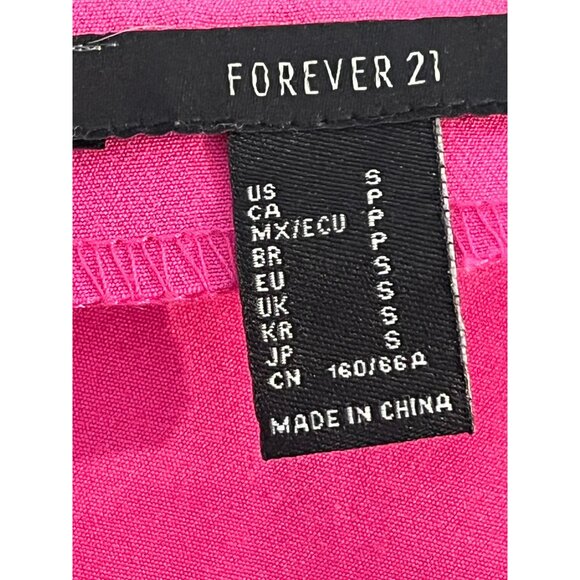 FOREVER 21
US S
CA P
MX/ECU P
BR P
EU S
UK S
KR S
JP S
CN 160/66A
MADE IN CHINA